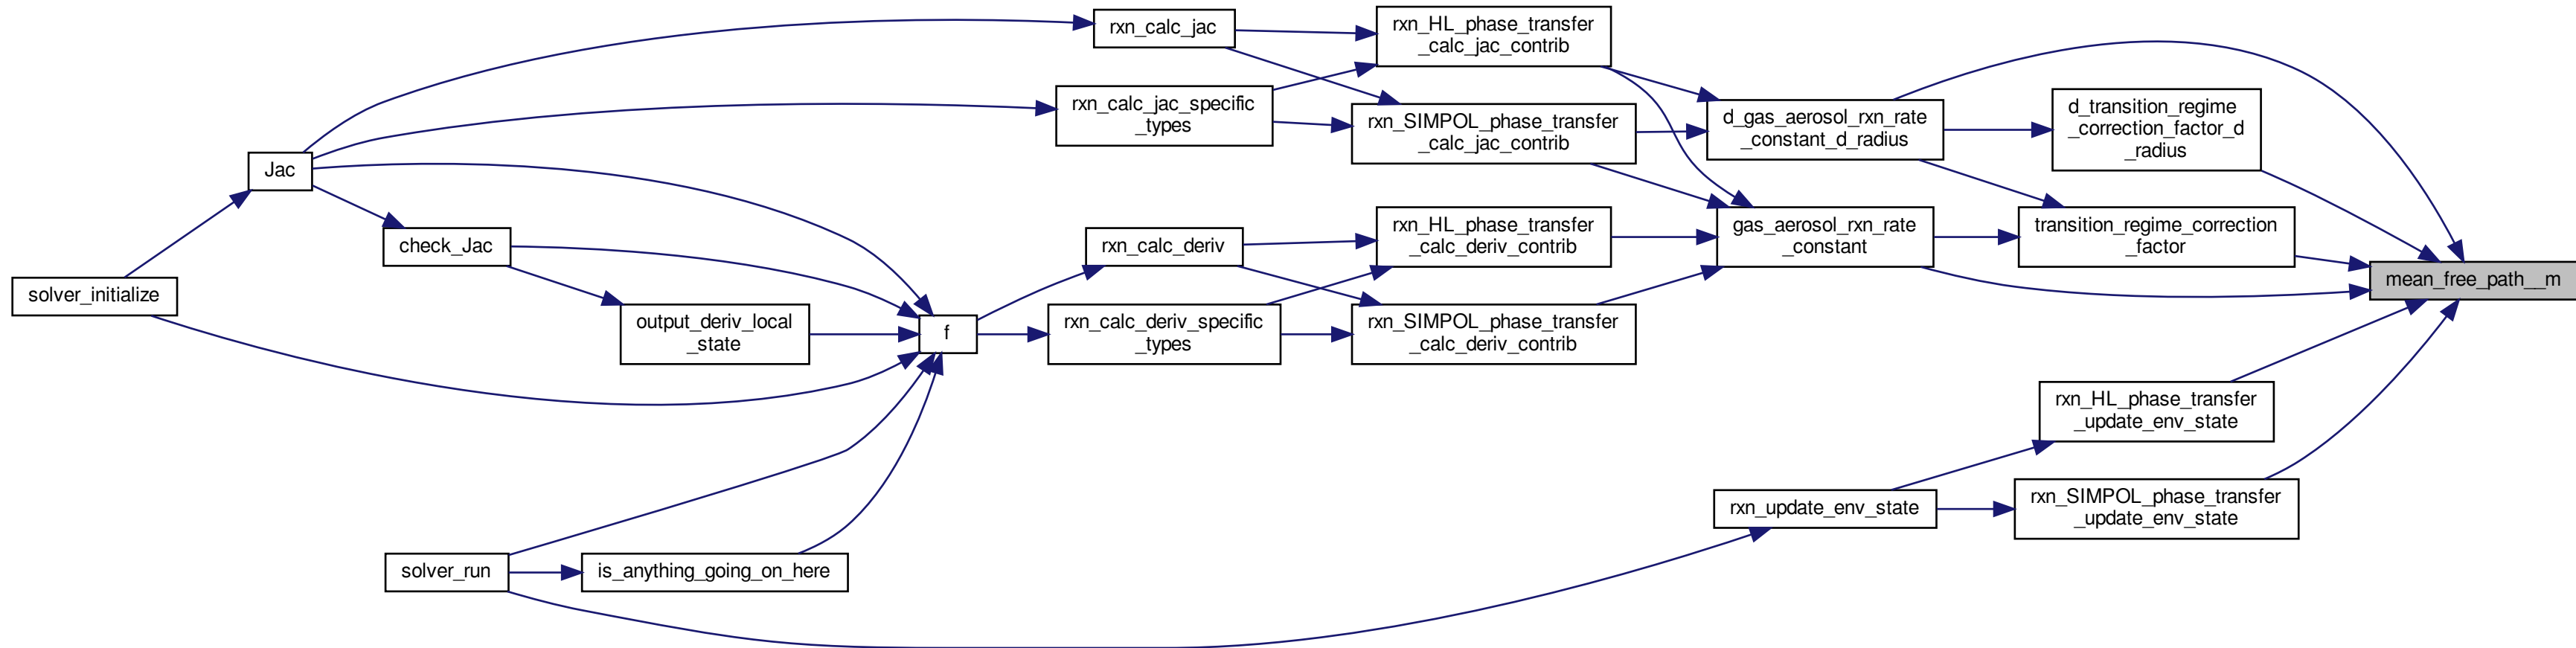 rxn_calc_jac
rxn_HL_phase_transfer
_calc_jac_contrib
rxn_calc_jac_specific
_types
rxn_SIMPOL_phase_transfer
_calc_jac_contrib
d_gas_aerosol_rxn_rate
_constant_d_radius
d_transition_regime
_correction_factor_d
_radius
Jac
check_Jac
rxn_calc_deriv
rxn_HL_phase_transfer
_calc_deriv_contrib
gas_aerosol_rxn_rate
_constant
transition_regime_correction
_factor
mean_free_path__m
solver_initialize
output_deriv_local
_state
f
rxn_calc_deriv_specific
_types
rxn_SIMPOL_phase_transfer
_calc_deriv_contrib
rxn_HL_phase_transfer
_update_env_state
rxn_update_env_state
rxn_SIMPOL_phase_transfer
_update_env_state
solver_run
is_anything_going_on_here